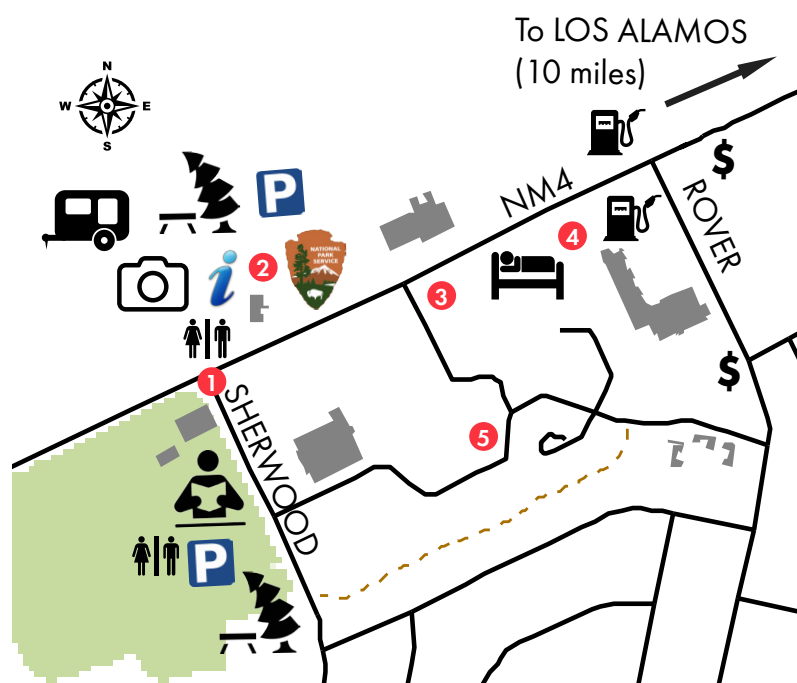 To LOS ALAMOS
(10 miles)
N
W E
S
P
NM4
$
ROVER
NATIONAL
PARK
SERVICE
i
2
4
3
1
SHERWOOD
$
5
P